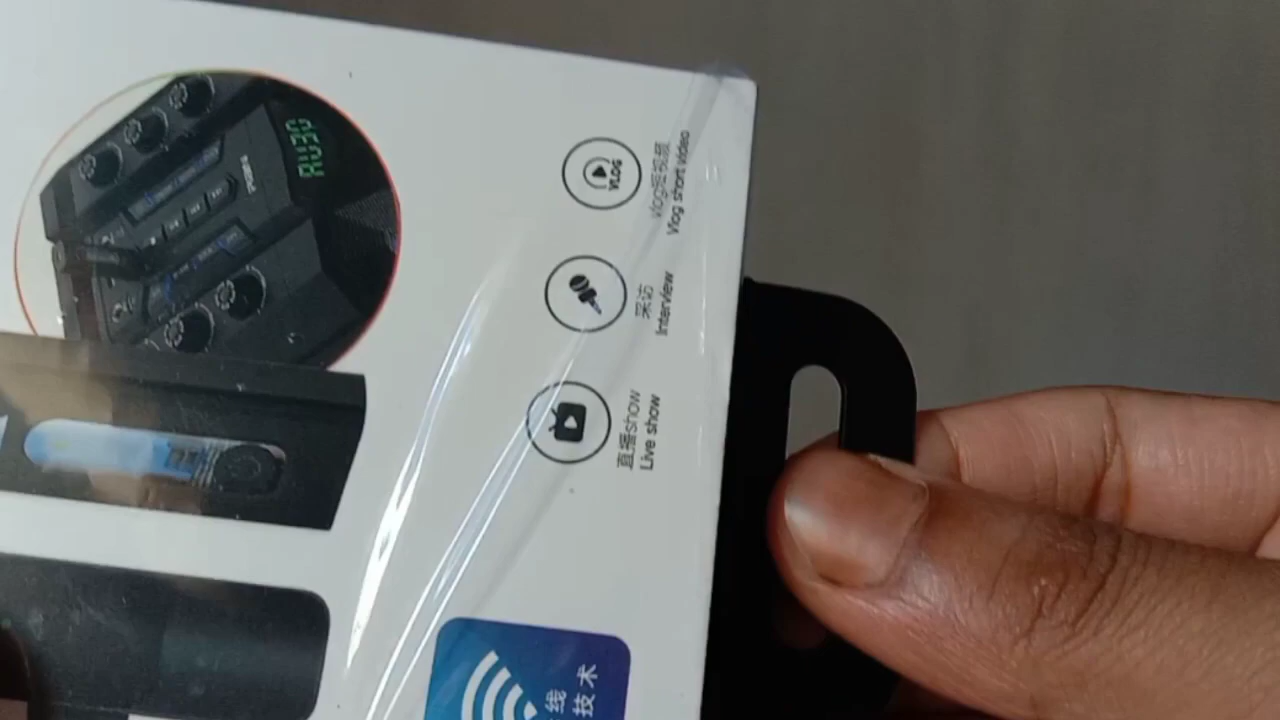 VLOG
vlog短视频
Vlog short video
采访
Interview
直播show
Live show
线
技术